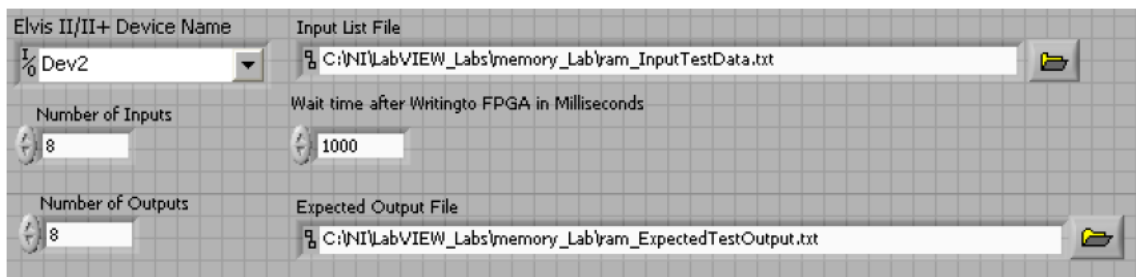 Elvis II/II+ Device Name
Input List File
I/O Dev2
C:\NI\LabVIEW_Labs\memory_Lab\ram_InputTestData.txt
Number of Inputs
Wait time after Writingto FPGA in Milliseconds
8
1000
Number of Outputs
Expected Output File
8
C:\NI\LabVIEW_Labs\memory_Lab\ram_ExpectedTestOutput.txt